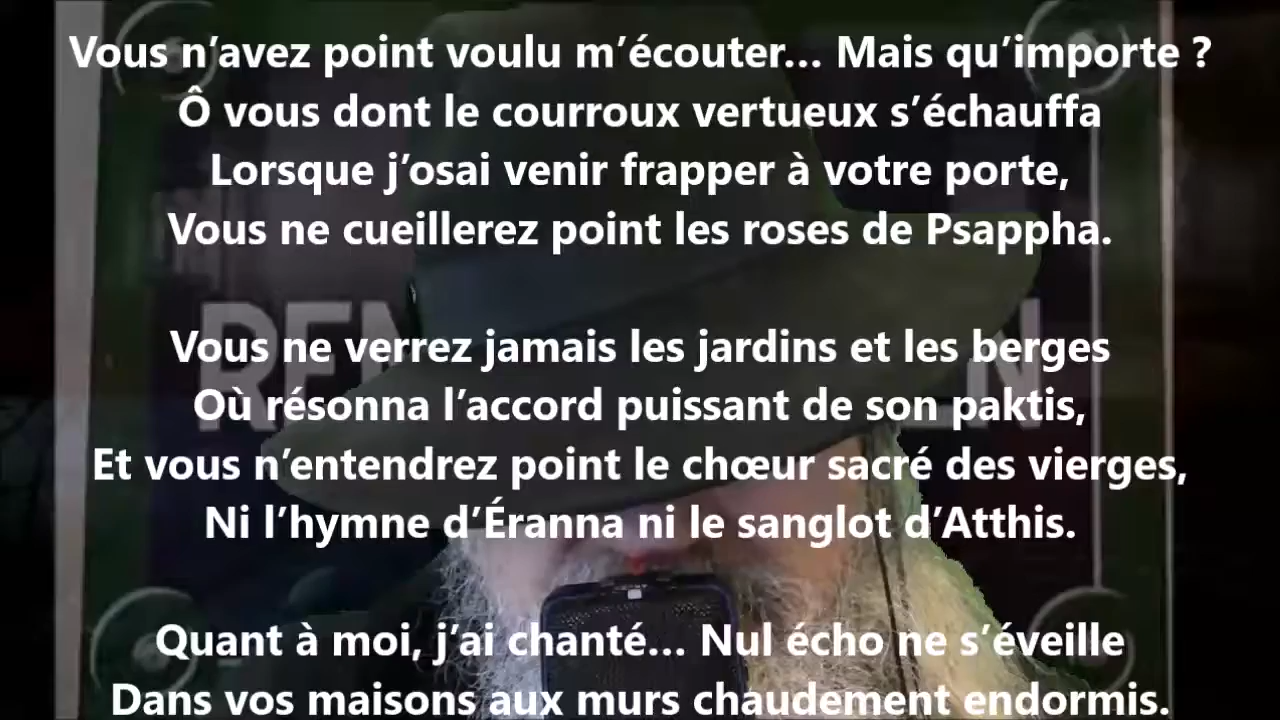 Vous n’avez point voulu m’écouter… Mais qu’importe ?
Ô vous dont le courroux vertueux s’échauffa
Lorsque j’osai venir frapper à votre porte,
Vous ne cueillerez point les roses de Psappha.
Vous ne verrez jamais les jardins et les berges
Où résonna l’accord puissant de son paktis,
Et vous n’entendrez point le chœur sacré des vierges,
Ni l’hymne d’Éranna ni le sanglot d’Atthis.
Quant à moi, j’ai chanté… Nul écho ne s’éveille
Dans vos maisons aux murs chaudement endormis.